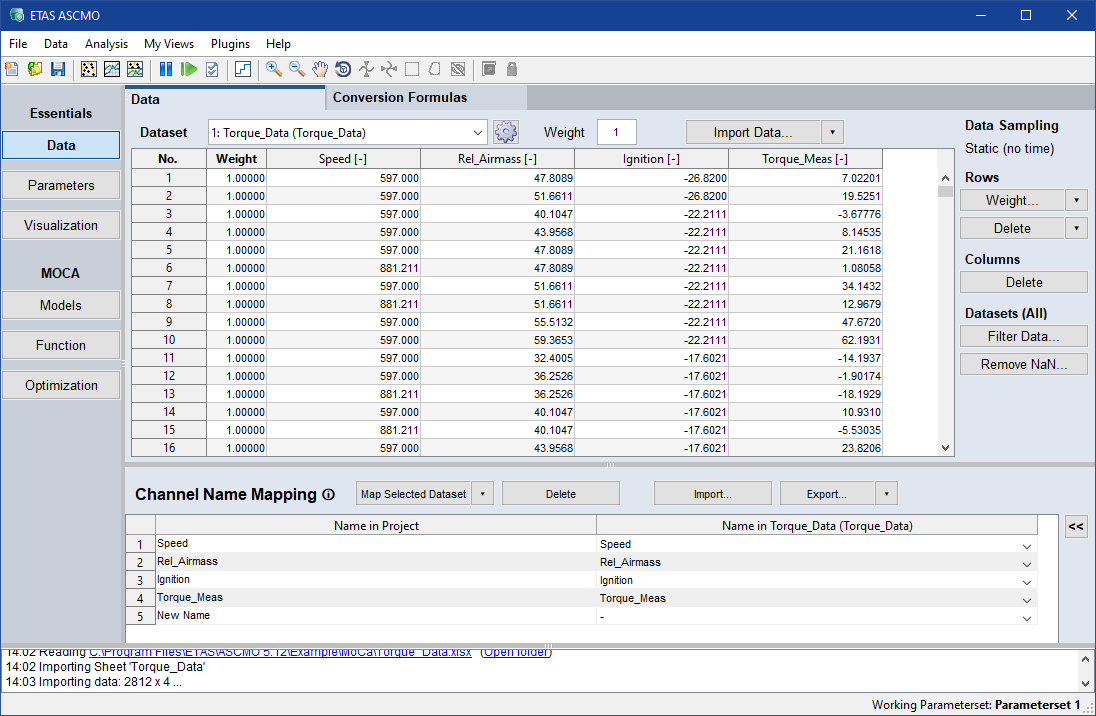 ETAS ASCMO
File Data Analysis My Views Plugins Help
Essentials
Data
Parameters
Visualization
MOCA
Models
Function
Optimization
Data Conversion Formulas
Dataset 1: Torque_Data (Torque_Data) Weight 1 Import Data...
No. Weight Speed [-] Rel_Airmass [-] Ignition [-] Torque_Meas [-]
1 1.00000 597.000 47.8089 -26.8200 7.02201
2 1.00000 597.000 51.6611 -26.8200 19.5251
3 1.00000 597.000 40.1047 -22.2111 -3.67776
4 1.00000 597.000 43.9568 -22.2111 8.14535
5 1.00000 597.000 47.8089 -22.2111 21.1618
6 1.00000 881.211 47.8089 -22.2111 1.08058
7 1.00000 597.000 51.6611 -22.2111 34.1432
8 1.00000 881.211 51.6611 -22.2111 12.9679
9 1.00000 597.000 55.5132 -22.2111 47.6720
10 1.00000 597.000 59.3653 -22.2111 62.1931
11 1.00000 597.000 32.4005 -17.6021 -14.1937
12 1.00000 597.000 36.2526 -17.6021 -1.90174
13 1.00000 881.211 36.2526 -17.6021 -18.1929
14 1.00000 597.000 40.1047 -17.6021 10.9310
15 1.00000 881.211 40.1047 -17.6021 -5.53035
16 1.00000 597.000 43.9568 -17.6021 23.8206
Data Sampling
Static (no time)
Rows
Weight...
Delete
Columns
Delete
Datasets (All)
Filter Data...
Remove NaN...
Channel Name Mapping Map Selected Dataset Delete Import... Export...
Name in Project Name in Torque_Data (Torque_Data) <<
1 Speed Speed
2 Rel_Airmass Rel_Airmass
3 Ignition Ignition
4 Torque_Meas Torque_Meas
5 New Name -
14:02 Reading C:\Program Files\ETAS\ASCMO 5.12\Example\MoCa\Torque_Data.xlsx (Open folder)
14:02 Importing Sheet 'Torque_Data'
14:03 Importing data: 2812 x 4 ...
Working Parameterset: Parameterset 1